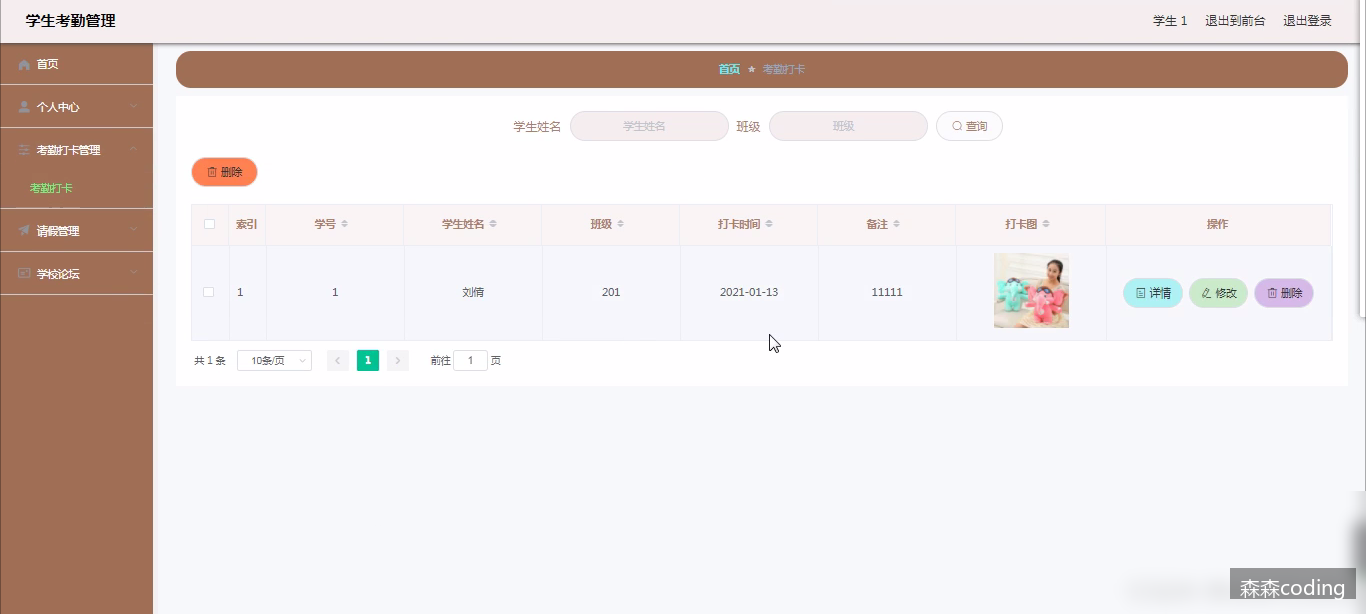 学生考勤管理
学生 1 退出到前台 退出登录
首页
个人中心
考勤打卡管理
考勤打卡
请假管理
学校论坛
首页 ★ 考勤打卡
学生姓名 学生姓名 班级 班级 查询
删除
索引 学号 学生姓名 班级 打卡时间 备注 打卡图 操作
1 1 刘倩 201 2021-01-13 11111 详情 修改 删除
共 1 条 10条/页 1 前往 1 页
森森coding